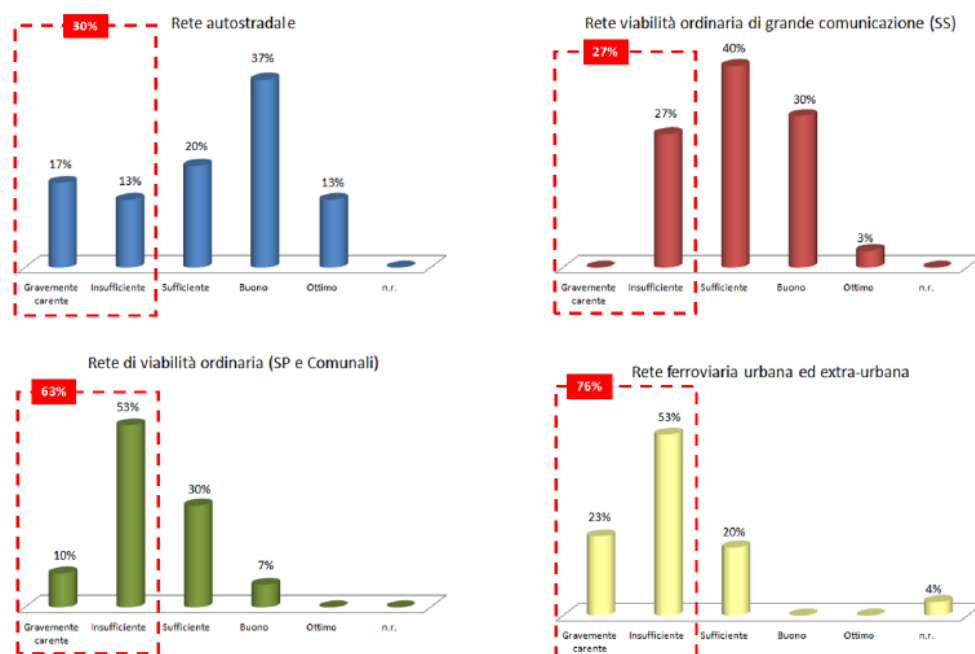 Rete autostradale
30%
17%
13%
20%
37%
13%
Gravemente
carente
Insufficiente
Sufficiente
Buono
Ottimo
n.r.
Rete viabilità ordinaria di grande comunicazione (SS)
27%
27%
40%
30%
3%
Gravemente
carente
Insufficiente
Sufficiente
Buono
Ottimo
n.r.
Rete di viabilità ordinaria (SP e Comunali)
63%
10%
53%
30%
7%
Gravemente
carente
Insufficiente
Sufficiente
Buono
Ottimo
n.r.
Rete ferroviaria urbana ed extra-urbana
76%
23%
53%
20%
4%
Gravemente
carente
Insufficiente
Sufficiente
Buono
Ottimo
n.r.